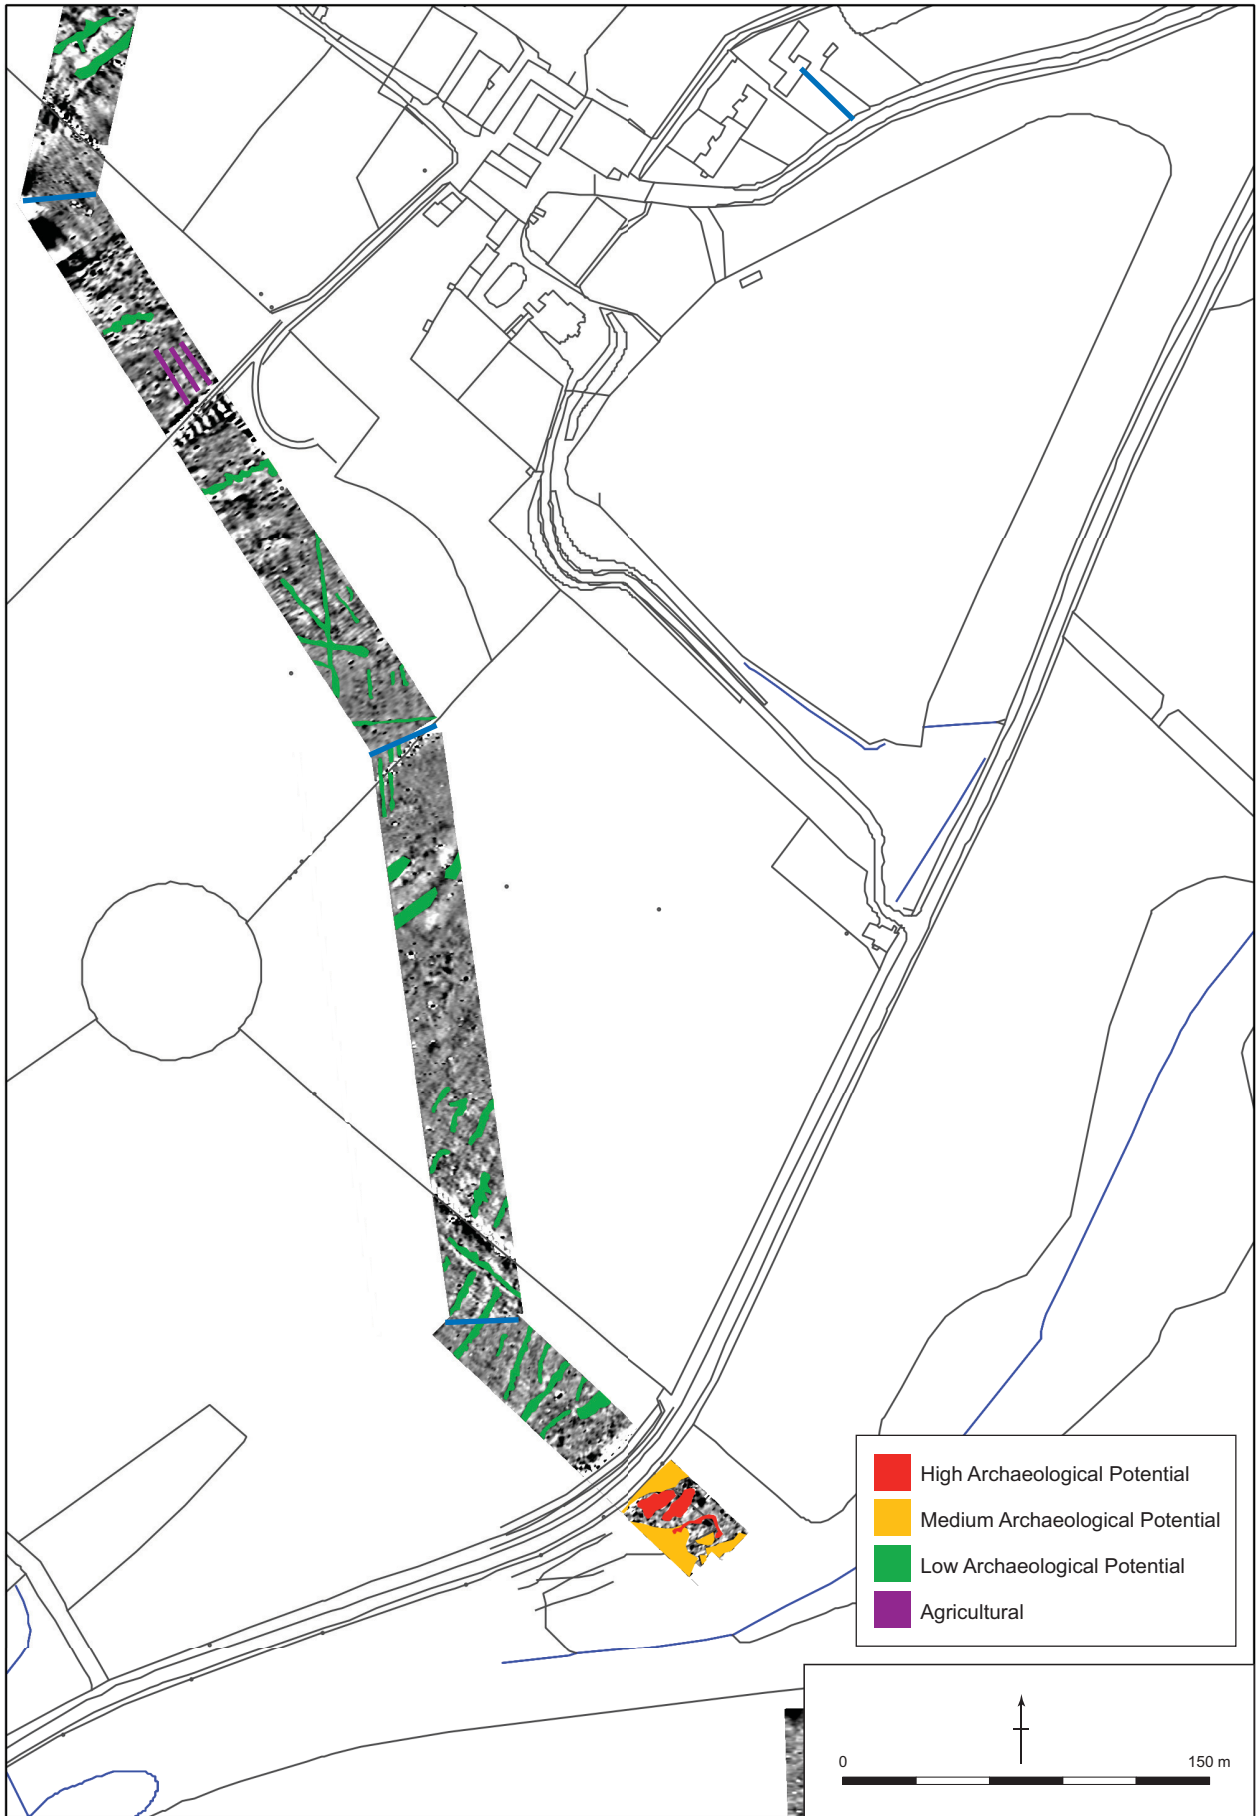 High Archaeological Potential
Medium Archaeological Potential
Low Archaeological Potential
Agricultural
0 150 m